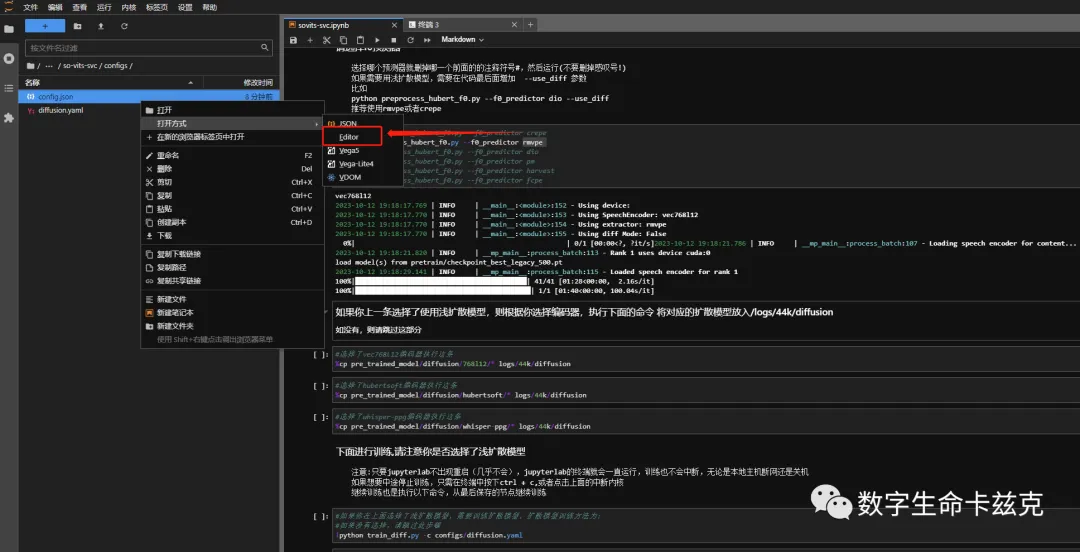 文件 编辑 查看 运行 内核 标签页 设置 帮助
+
按文件名过滤
/ ··· / so-vits-svc / configs /
名称 修改时间
config.json 8 分钟前
diffusion.yaml
打开
打开方式
在新的浏览器标签页中打开
重命名 F2
删除 Del
剪切 Ctrl+X
复制 Ctrl+C
粘贴 Ctrl+V
创建副本 Ctrl+D
下载
复制下载链接
复制路径
复制共享链接
新建文件
新建笔记本
新建文件夹
使用 Shift+右键点击调出浏览器菜单
JSON
Editor
Vega5
Vega-Lite4
VDOM
sovits-svc.ipynb
终端 3
Markdown
选择哪个预测器就删掉哪一个前面的的注释符号#，然后运行(不要删掉感叹号!)
如果需要用浅扩散模型，需要在代码最后面增加 --use_diff 参数
比如
python preprocess_hubert_f0.py --f0_predictor dio --use_diff
推荐使用rmvpe或者crepe
_f0.py --f0_predictor crepe
s_hubert_f0.py --f0_predictor rmvpe
ess_hubert_f0.py --f0_predictor dio
ess_hubert_f0.py --f0_predictor pm
ess_hubert_f0.py --f0_predictor harvest
ess_hubert_f0.py --f0_predictor fcpe
vec768l12
2023-10-12 19:18:17.769 | INFO | __main__:<module>:152 - Using device:
2023-10-12 19:18:17.770 | INFO | __main__:<module>:153 - Using SpeechEncoder: vec768l12
2023-10-12 19:18:17.770 | INFO | __main__:<module>:154 - Using extractor: rmvpe
2023-10-12 19:18:17.770 | INFO | __main__:<module>:155 - Using diff Mode: False
0%| | 0/1 [00:00<?, ?it/s]2023-10-12 19:18:21.786 | INFO | __mp_main__:process_batch:107 - Loading speech encoder for content...
2023-10-12 19:18:21.820 | INFO | __mp_main__:process_batch:113 - Rank 1 uses device cuda:0
load model(s) from pretrain/checkpoint_best_legacy_500.pt
2023-10-12 19:18:29.141 | INFO | __mp_main__:process_batch:115 - Loaded speech encoder for rank 1
100%| | 41/41 [01:28<00:00, 2.16s/it]
100%| | 1/1 [01:40<00:00, 100.84s/it]
如果你上一条选择了使用浅扩散模型，则根据你选择编码器，执行下面的命令 将对应的扩散模型放入/logs/44k/diffusion
如没有，则请跳过这部分
[ ]: #选择了vec768l12编码器执行这条
%cp pre_trained_model/diffusion/768l12/* logs/44k/diffusion
[ ]: #选择了hubertsoft编码器执行这条
%cp pre_trained_model/diffusion/hubertsoft/* logs/44k/diffusion
[ ]: #选择了whisper-ppg编码器执行这条
%cp pre_trained_model/diffusion/whisper-ppg/* logs/44k/diffusion
下面进行训练,请注意你是否选择了浅扩散模型
注意:只要jupyterlab不出现重启（几乎不会），jupyterlab的终端就会一直运行，训练也不会中断，无论是本地主机断网还是关机
如果想要中途停止训练，只需在终端中按下ctrl + c,或者点击上面的中断内核
继续训练也是执行以下命令，从最后保存的节点继续训练
[ ]: #如果你在上面选择了浅扩散模型，需要训练扩散模型，扩散模型训练方法为:
#如果没有选择，请跳过此步骤
!python train_diff.py -c configs/diffusion.yaml
数字生命卡兹克